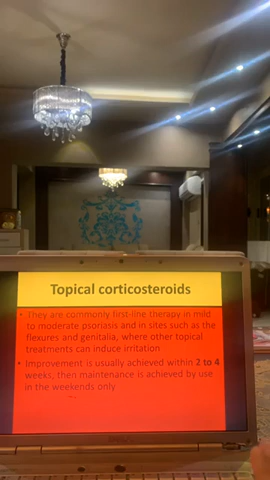 Topical corticosteroids
• They are commonly first-line therapy in mild
to moderate psoriasis and in sites such as the
flexures and genitalia, where other topical
treatments can induce irritation
• Improvement is usually achieved within 2 to 4
weeks, then maintenance is achieved by use
in the weekends only